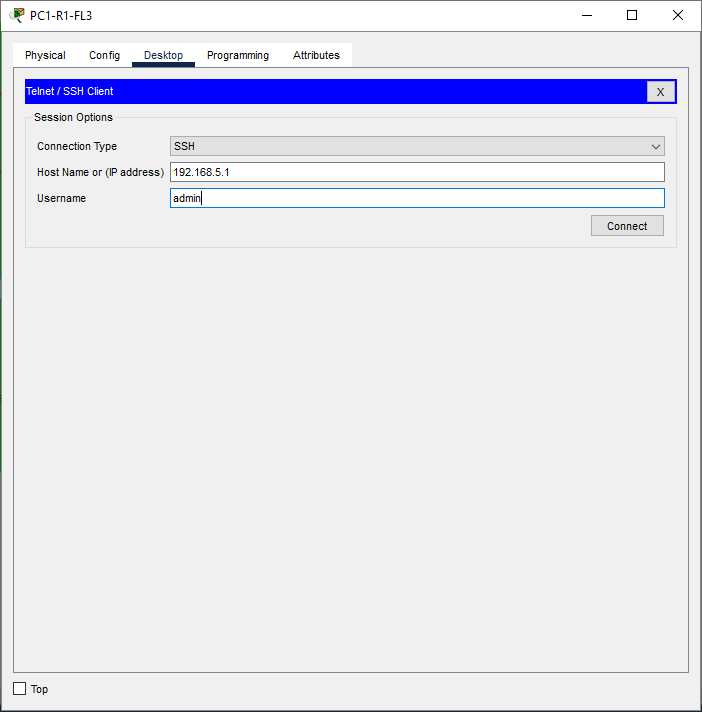 PC1-R1-FL3
Physical Config Desktop Programming Attributes
Telnet / SSH Client X
Session Options
Connection Type SSH
Host Name or (IP address) 192.168.5.1
Username admin
Connect
Top